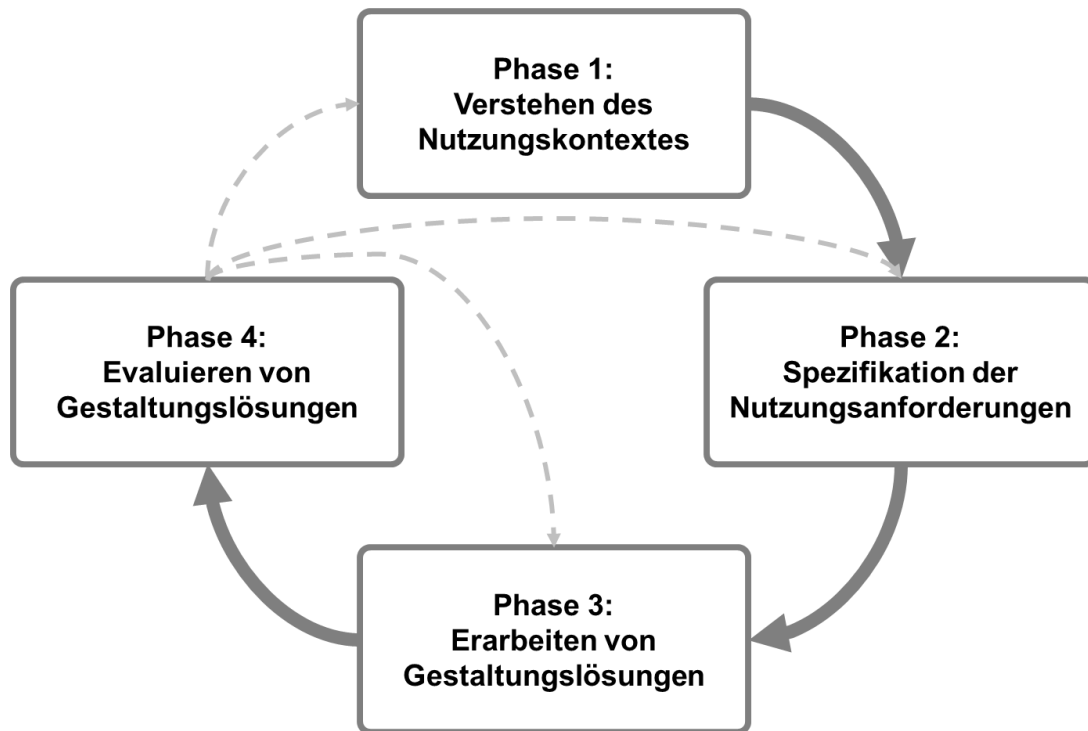 Phase 1:
Verstehen des
Nutzungskontextes
Phase 2:
Spezifikation der
Nutzungsanforderungen
Phase 3:
Erarbeiten von
Gestaltungslösungen
Phase 4:
Evaluieren von
Gestaltungslösungen